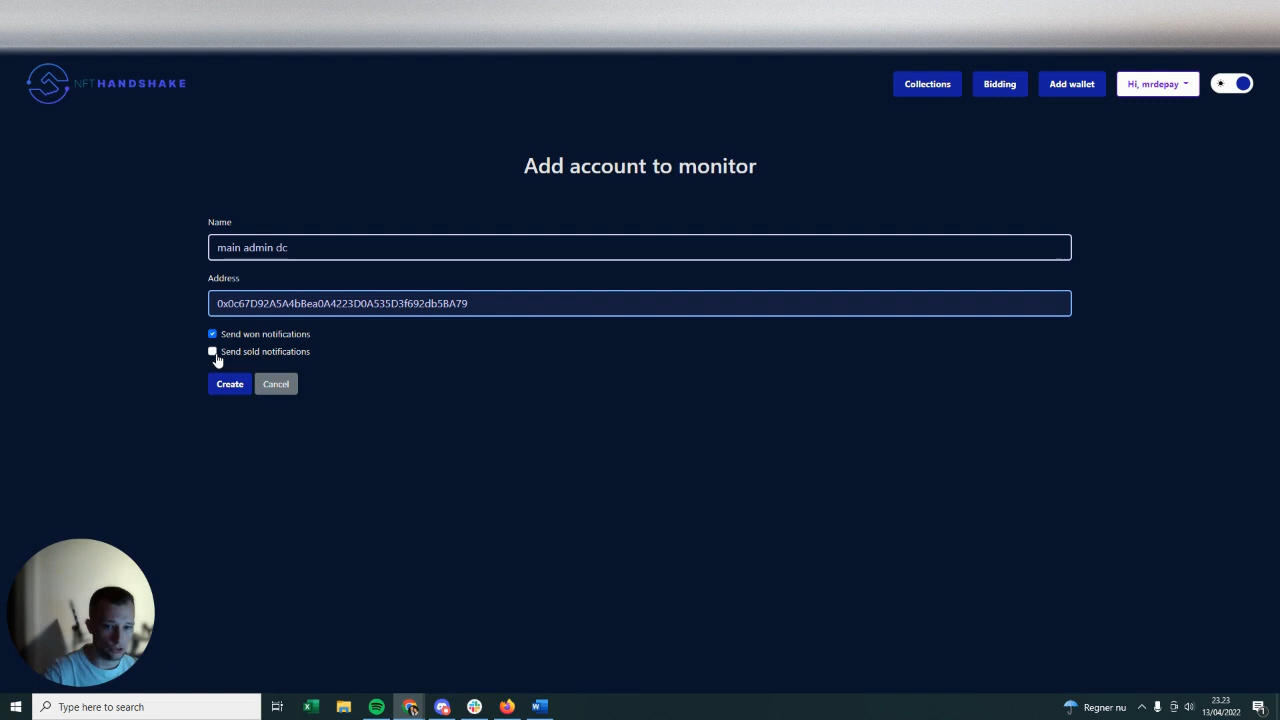 NFTHANDSHAKE
Collections
Bidding
Add wallet
Hi, mrdepay
Add account to monitor
Name
main admin dc
Address
0x0c67D92A5A4bBea0A4223D0A535D3f692db5BA79
Send won notifications
Send sold notifications
Create
Cancel
Type here to search
Regner nu
23.23
13/04/2022